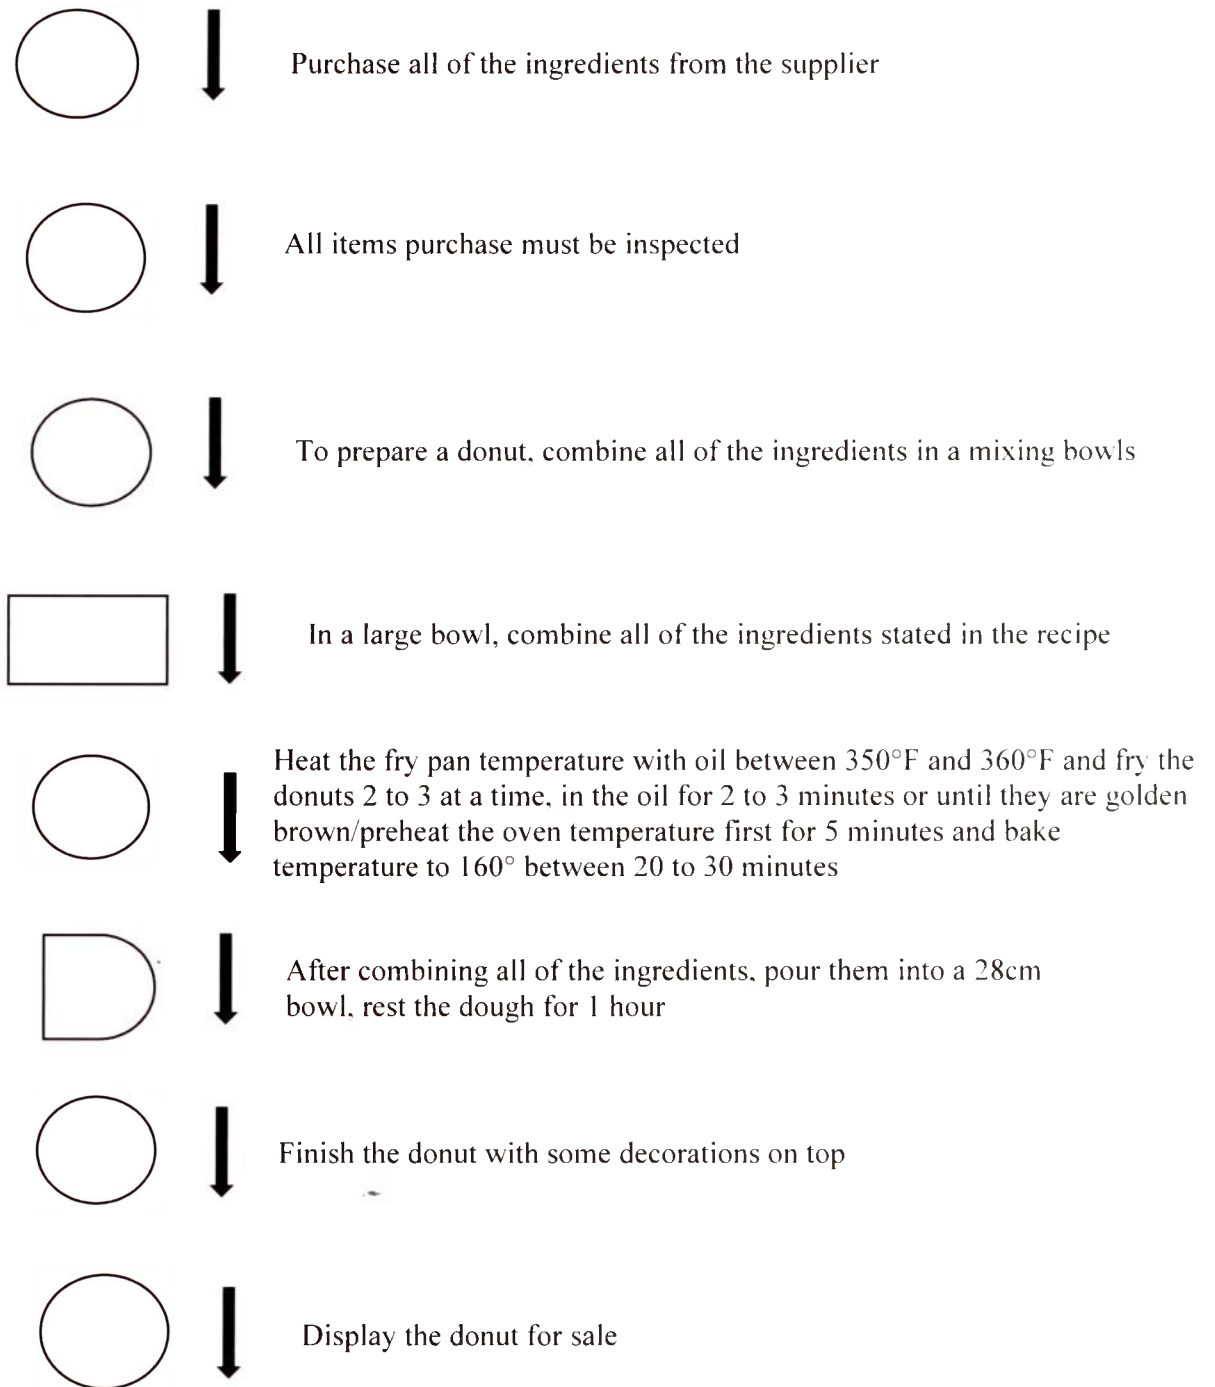 Purchase all of the ingredients from the supplier
All items purchase must be inspected
To prepare a donut, combine all of the ingredients in a mixing bowls
In a large bowl, combine all of the ingredients stated in the recipe
Heat the fry pan temperature with oil between 350°F and 360°F and fry the
donuts 2 to 3 at a time, in the oil for 2 to 3 minutes or until they are golden
brown/preheat the oven temperature first for 5 minutes and bake
temperature to 160° between 20 to 30 minutes
After combining all of the ingredients, pour them into a 28cm
bowl, rest the dough for 1 hour
Finish the donut with some decorations on top
Display the donut for sale